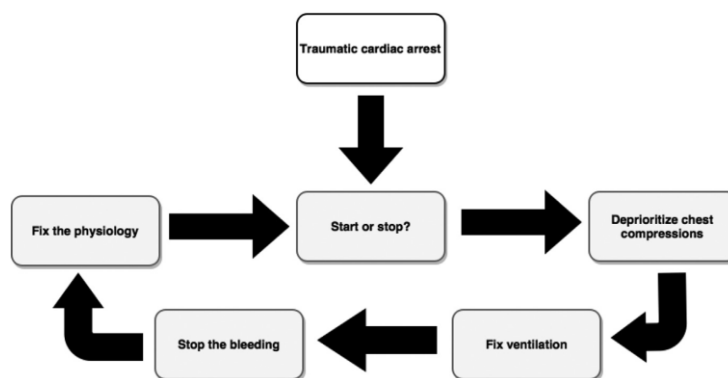 Traumatic cardiac arrest
Fix the physiology
Start or stop?
Deprioritize chest
compressions
Stop the bleeding
Fix ventilation